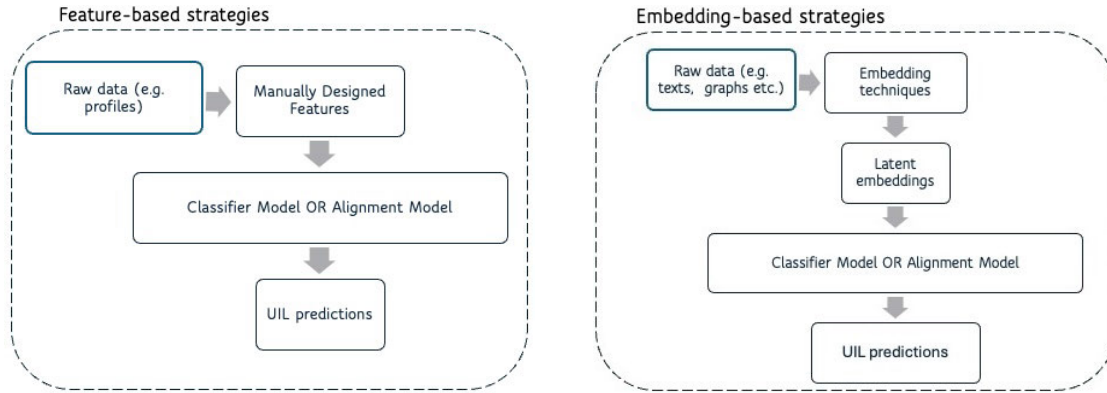 Feature-based strategies
Raw data (e.g.
profiles)
Manually Designed
Features
Classifier Model OR Alignment Model
UIL predictions
Embedding-based strategies
Raw data (e.g.
texts, graphs etc.)
Embedding
techniques
Latent
embeddings
Classifier Model OR Alignment Model
UIL predictions